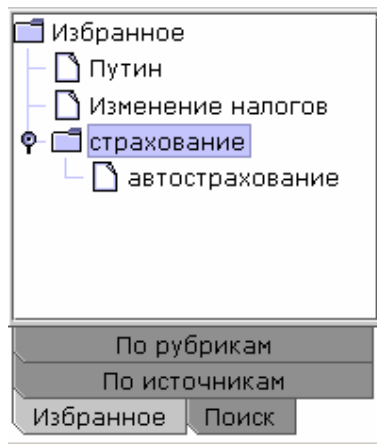 Избранное
Путин
Изменение налогов
страхование
автострахование
По рубрикам
По источникам
Избранное Поиск